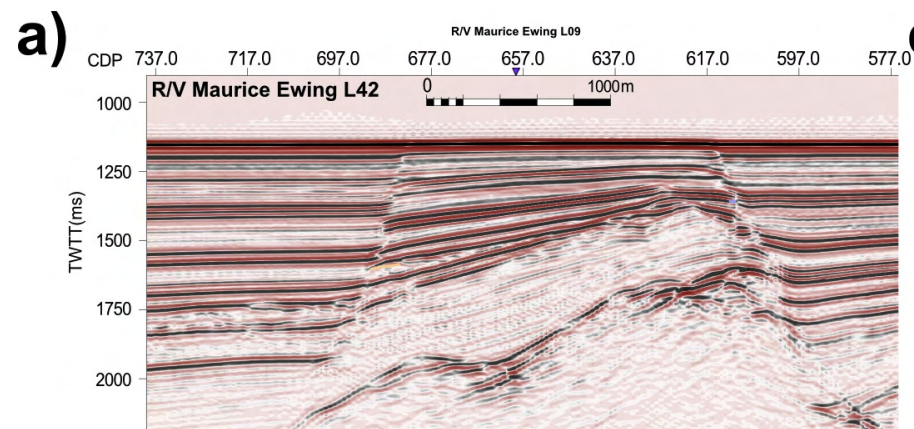 a)
R/V Maurice Ewing L09
CDP 737.0 717.0 697.0 677.0 657.0 637.0 617.0 597.0 577.0
R/V Maurice Ewing L42
0 1000m
1000
1250
1500
1750
2000
TWTT(ms)